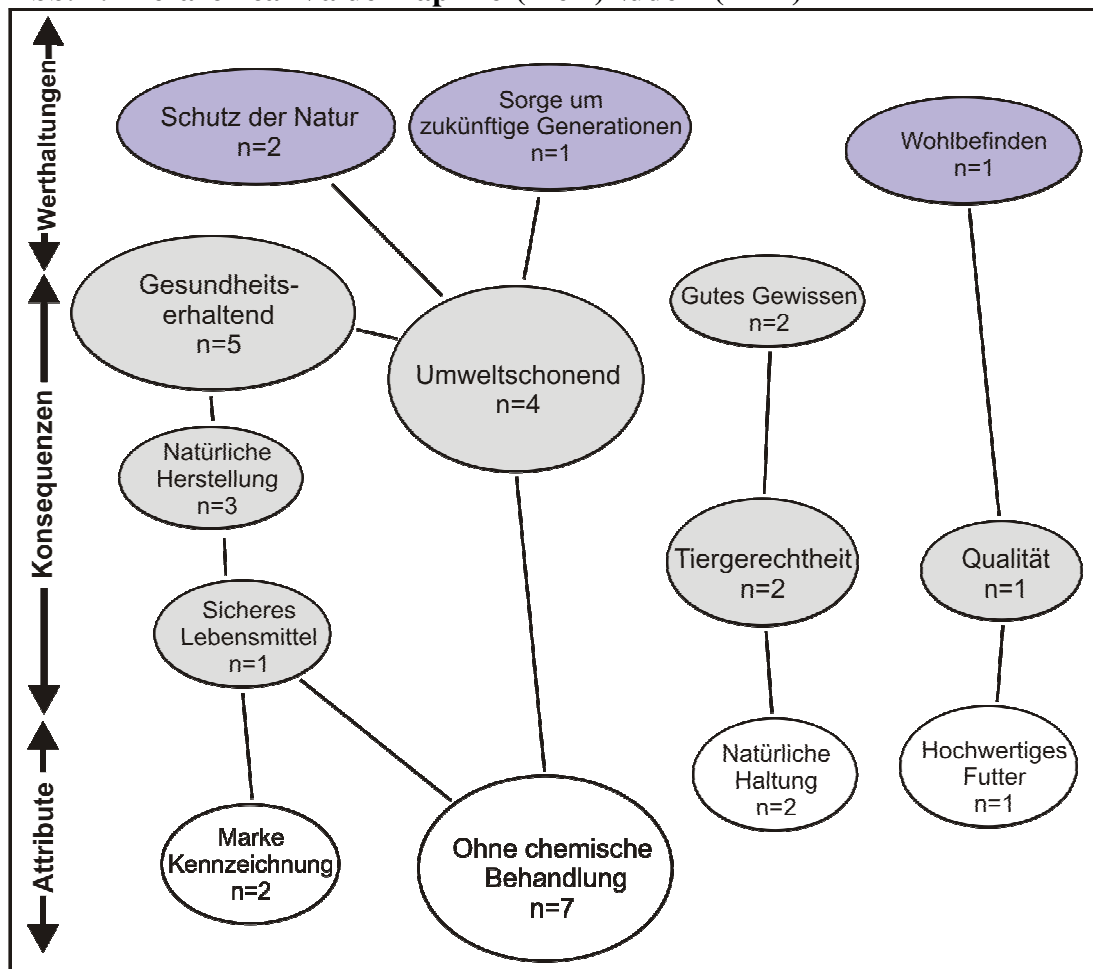 Werthaltungen
Schutz der Natur
n=2
Sorge um
zukünftige Generationen
n=1
Wohlbefinden
n=1
Konsequenzen
Gesundheits-
erhaltend
n=5
Umweltschonend
n=4
Gutes Gewissen
n=2
Natürliche
Herstellung
n=3
Tiergerechtheit
n=2
Qualität
n=1
Sicheres
Lebensmittel
n=1
Attribute
Marke
Kennzeichnung
n=2
Ohne chemische
Behandlung
n=7
Natürliche
Haltung
n=2
Hochwertiges
Futter
n=1